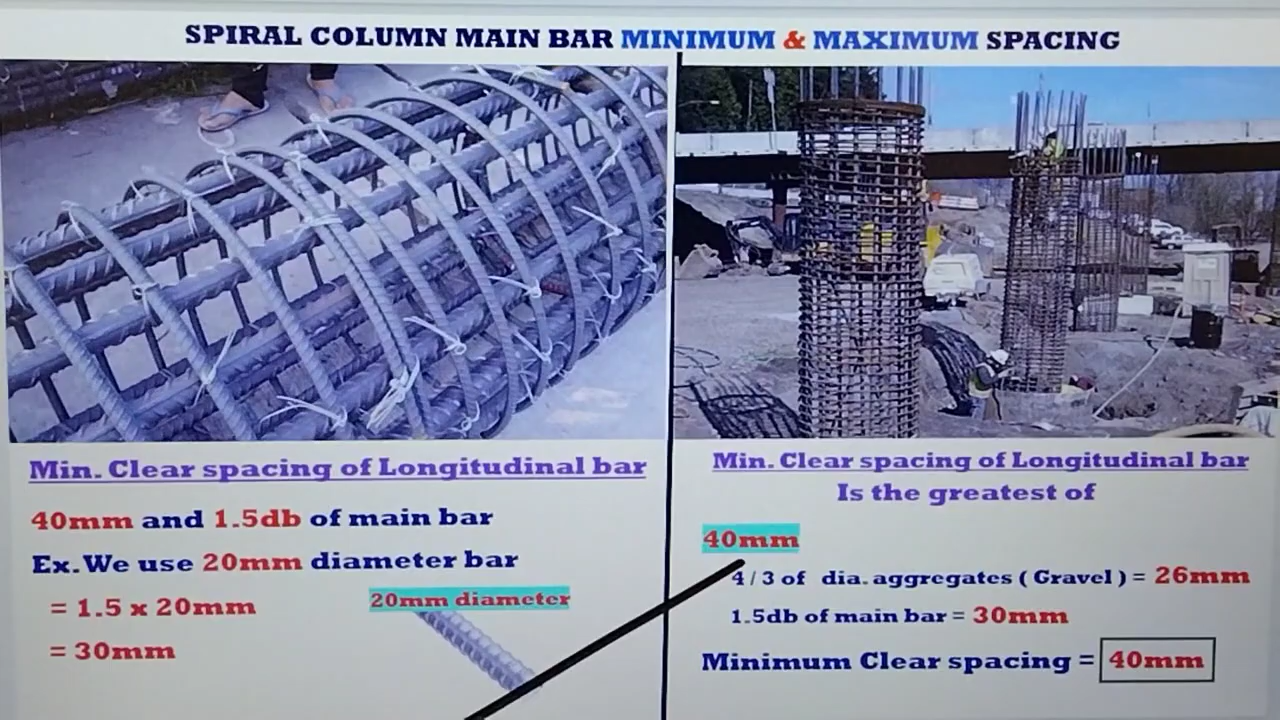 SPIRAL COLUMN MAIN BAR MINIMUM & MAXIMUM SPACING
Min. Clear spacing of Longitudinal bar
40mm and 1.5db of main bar
Ex. We use 20mm diameter bar
= 1.5 x 20mm
20mm diameter
= 30mm
Min. Clear spacing of Longitudinal bar
Is the greatest of
40mm
4 / 3 of dia. aggregates ( Gravel ) = 26mm
1.5db of main bar = 30mm
Minimum Clear spacing = 40mm